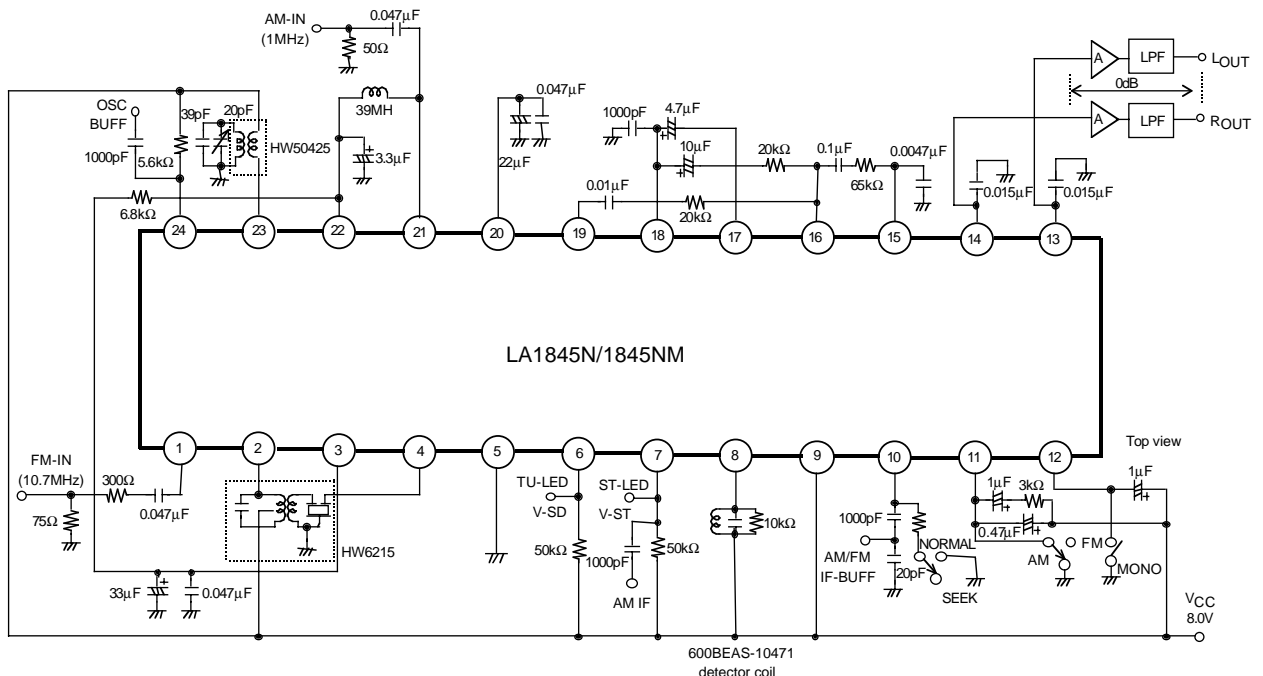 AM-IN
(1MHz)
0.047µF
50Ω
39MH
3.3µF
OSC
BUFF
1000pF
5.6kΩ
39pF
20pF
HW50425
6.8kΩ
0.047µF
22µF
1000pF
4.7µF
10µF
20kΩ
0.1µF
65kΩ
0.0047µF
0.01µF
20kΩ
A
LPF
LOUT
0dB
A
LPF
ROUT
0.015µF
0.015µF
24
23
22
21
20
19
18
17
16
15
14
13
LA1845N/1845NM
1
2
3
4
5
6
7
8
9
10
11
12
Top view
FM-IN
(10.7MHz)
75Ω
300Ω
0.047µF
HW6215
33µF
0.047µF
TU-LED
V-SD
50kΩ
ST-LED
V-ST
1000pF
50kΩ
AM IF
10kΩ
600BEAS-10471
detector coil
1000pF
AM/FM
IF-BUFF
20pF
NORMAL
SEEK
1µF
3kΩ
0.47µF
AM
FM
MONO
1µF
VCC
8.0V